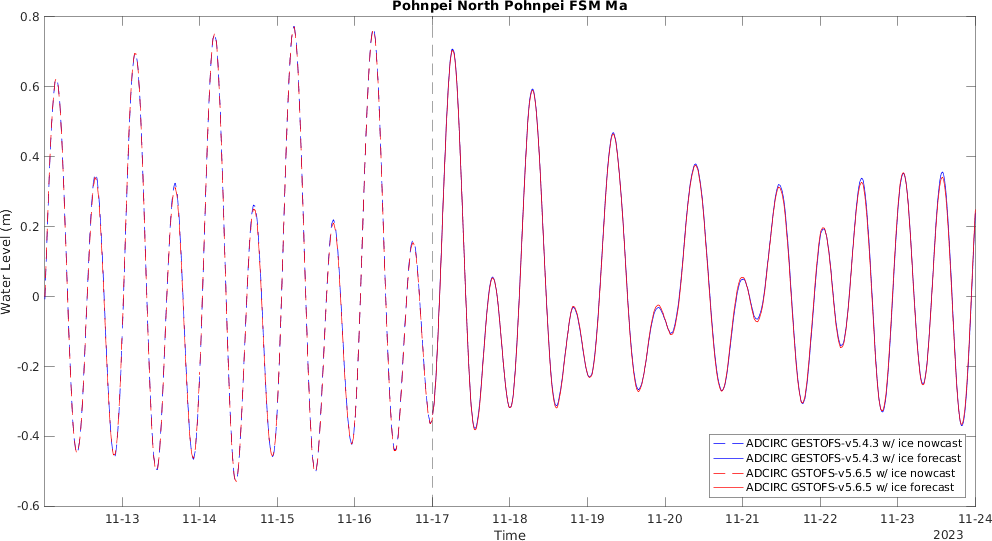 Pohnpei North Pohnpei FSM Ma
Water Level (m)
0.8
0.6
0.4
0.2
0
-0.2
-0.4
-0.6
ADCIRC GESTOFS-v5.4.3 w/ ice nowcast
ADCIRC GESTOFS-v5.4.3 w/ ice forecast
ADCIRC GSTOFS-v5.6.5 w/ ice nowcast
ADCIRC GSTOFS-v5.6.5 w/ ice forecast
11-13 11-14 11-15 11-16 11-17 11-18 11-19 11-20 11-21 11-22 11-23 11-24
Time
2023